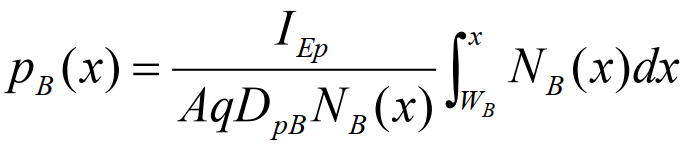 p_B(x) = \frac{I_{Ep}}{AqD_{pB}N_B(x)} \int_{W_B}^{x} N_B(x)dx